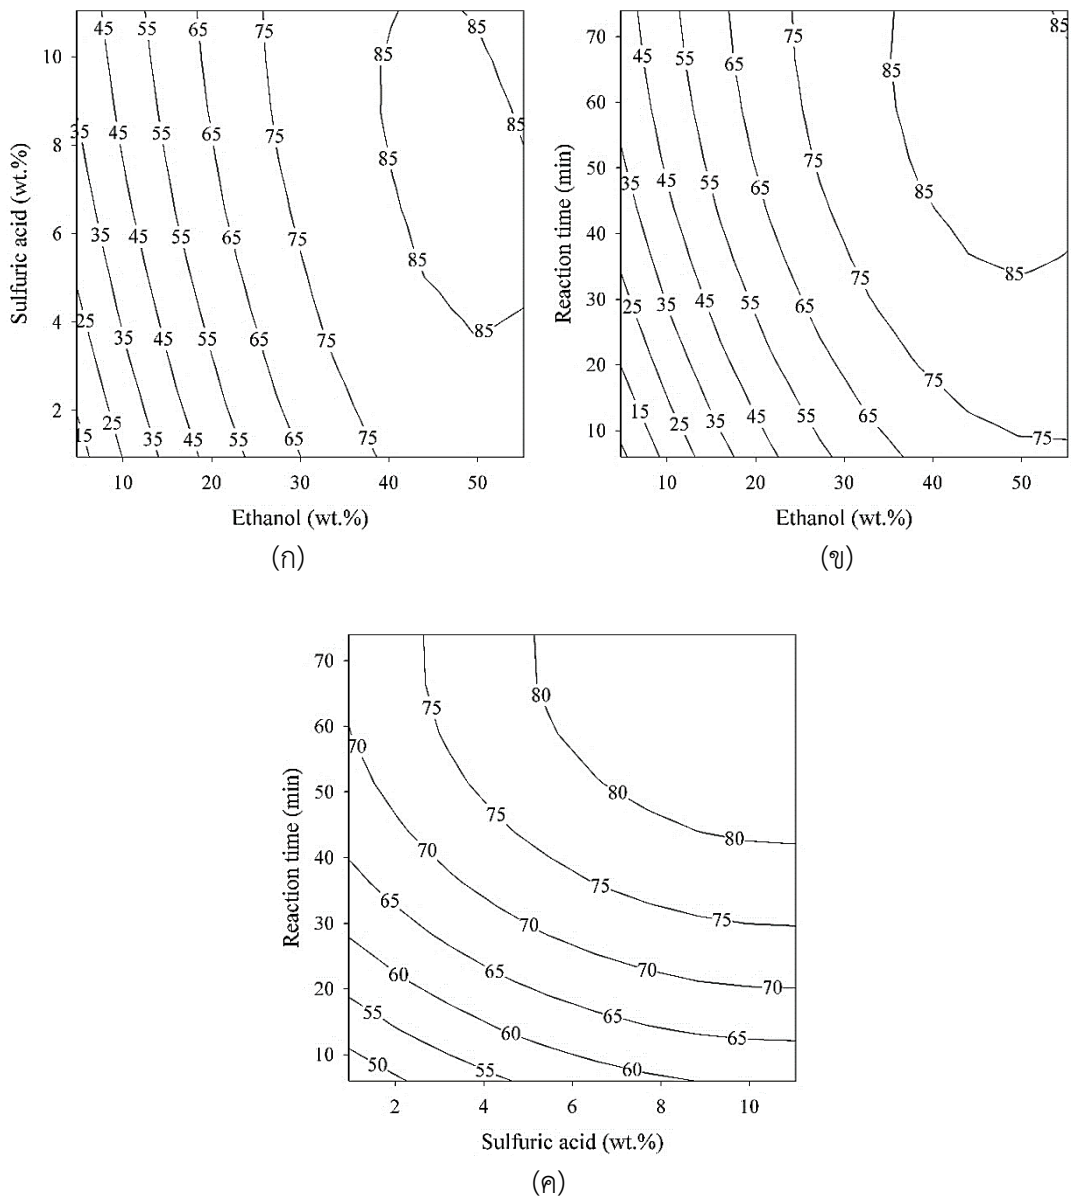 45 55 65 75 85 85
10
35 45 55 65 75 85 85
8
6
35 45 55 65 75 85
4
25 35 45 55 65 75 85
2
15 25 35 45 55 65 75
10 20 30 40 50
Sulfuric acid (wt.%)
Ethanol (wt.%)
(ก)
70
45 55 65 75 85 85
60
50
35 45 55 65 75 85
40
30
25 35 45 55 65 75 85
20
15 25 35 45 55 65 75 75
10
10 20 30 40 50
Reaction time (min)
Ethanol (wt.%)
(ข)
70
75 80
60
70
50
75 80 80
40
70 75
65
30
70 75
60 65 70 70
20
55 60 65 65
10
50 55 60
2 4 6 8 10
Reaction time (min)
Sulfuric acid (wt.%)
(ค)